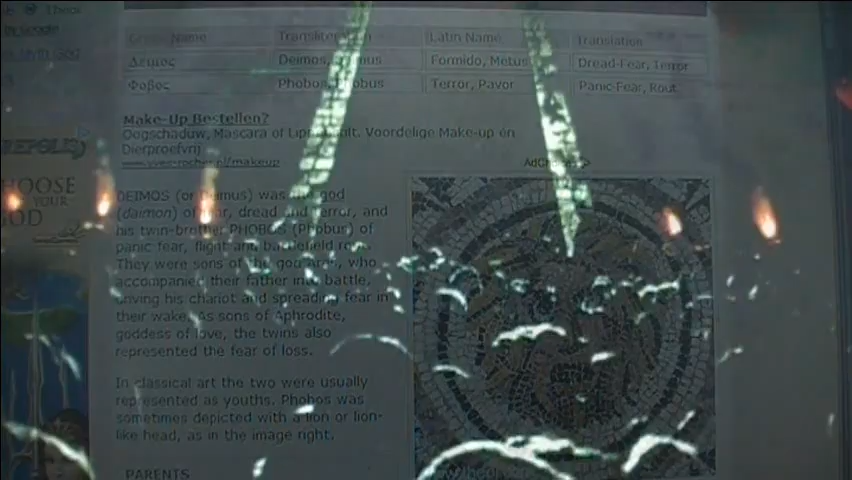 Greek Name Transliteration Latin Name Translation
Δειμος Deimos, Formido, Metus Dread-Fear, Terror
Φοβος Phobos, Terror, Pavor Panic-Fear, Rout
Make-Up Bestellen?
Oogschaduw, Mascara of Voordelige Make-up en
Dierproefvrij
www.yves-rocher.nl/makeup
AdChoices
CHOOSE
YOUR
GOD
DEIMOS (or Deimus) was the god
(daimon) of fear, dread and terror, and
his twin-brother PHOBOS (Phobus) of
panic fear, flight and battlefield rout.
They were sons of the god Ares, who
accompanied their father into battle,
driving his chariot and spreading fear in
their wake. As sons of Aphrodite,
goddess of love, the twins also
represented the fear of loss.
In classical art the two were usually
represented as youths. Phobos was
sometimes depicted with a lion or lion-
like head, as in the image right.
PARENTS